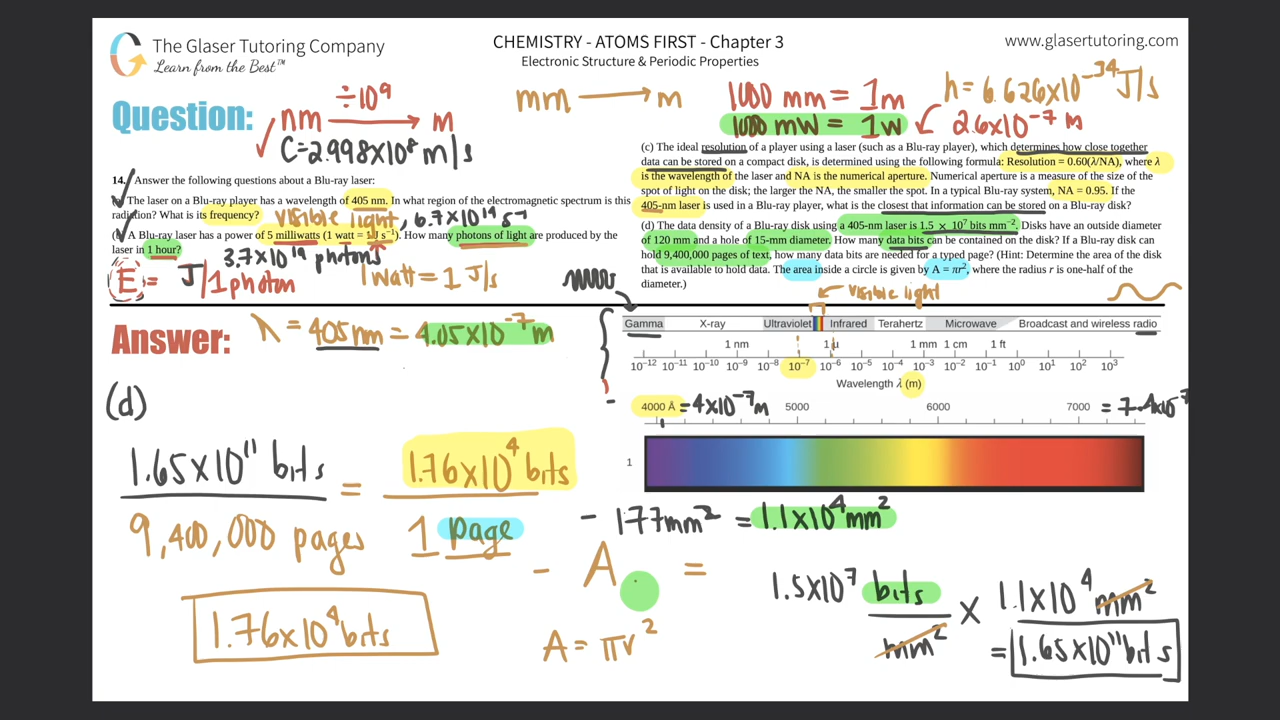 The Glaser Tutoring Company
Learn from the Best™
CHEMISTRY - ATOMS FIRST - Chapter 3
Electronic Structure & Periodic Properties
www.glasertutoring.com
Question:
nm ÷10⁹ → m
C=2.998x10⁸ m/s
mm → m
1000 mm = 1m
1000 mW = 1W
h = 6.626x10⁻³⁴ J/s
2.6x10⁻⁷ m
14. Answer the following questions about a Blu-ray laser:
(a) The laser on a Blu-ray player has a wavelength of 405 nm. In what region of the electromagnetic spectrum is this
radiation? What is its frequency?
visible light, 6.7x10¹⁴ s⁻¹
(b) A Blu-ray laser has a power of 5 milliwatts (1 watt = 1 J s⁻¹). How many photons of light are produced by the
laser in 1 hour?
3.7x10¹⁹ photons
E = J/1 photon
1 watt = 1 J/s
(c) The ideal resolution of a player using a laser (such as a Blu-ray player), which determines how close together
data can be stored on a compact disk, is determined using the following formula: Resolution = 0.60(λ/NA), where λ
is the wavelength of the laser and NA is the numerical aperture. Numerical aperture is a measure of the size of the
spot of light on the disk; the larger the NA, the smaller the spot. In a typical Blu-ray system, NA = 0.95. If the
405-nm laser is used in a Blu-ray player, what is the closest that information can be stored on a Blu-ray disk?
(d) The data density of a Blu-ray disk using a 405-nm laser is 1.5 × 10⁷ bits mm⁻². Disks have an outside diameter
of 120 mm and a hole of 15-mm diameter. How many data bits can be contained on the disk? If a Blu-ray disk can
hold 9,400,000 pages of text, how many data bits are needed for a typed page? (Hint: Determine the area of the disk
that is available to hold data. The area inside a circle is given by A = πr², where the radius r is one-half of the
diameter.)
visible light
Answer:
λ = 405nm = 4.05x10⁻⁷ m
Gamma X-ray Ultraviolet Infrared Terahertz Microwave Broadcast and wireless radio
1 nm 1 µ 1 mm 1 cm 1 ft
10⁻¹² 10⁻¹¹ 10⁻¹⁰ 10⁻⁹ 10⁻⁸ 10⁻⁷ 10⁻⁶ 10⁻⁵ 10⁻⁴ 10⁻³ 10⁻² 10⁻¹ 10⁰ 10¹ 10² 10³
Wavelength λ (m)
4000 Å = 4x10⁻⁷m 5000 6000 7000 = 7.4x10⁻⁷
1
(d)
1.65x10¹¹ bits = 1.76x10⁴ bits
9,400,000 pages 1 page
1.76x10⁴ bits
- 177mm² = 1.1x10⁴ mm²
- A =
A = πr²
1.5x10⁷ bits x 1.1x10⁴ mm²
mm²
= 1.65x10¹¹ bits